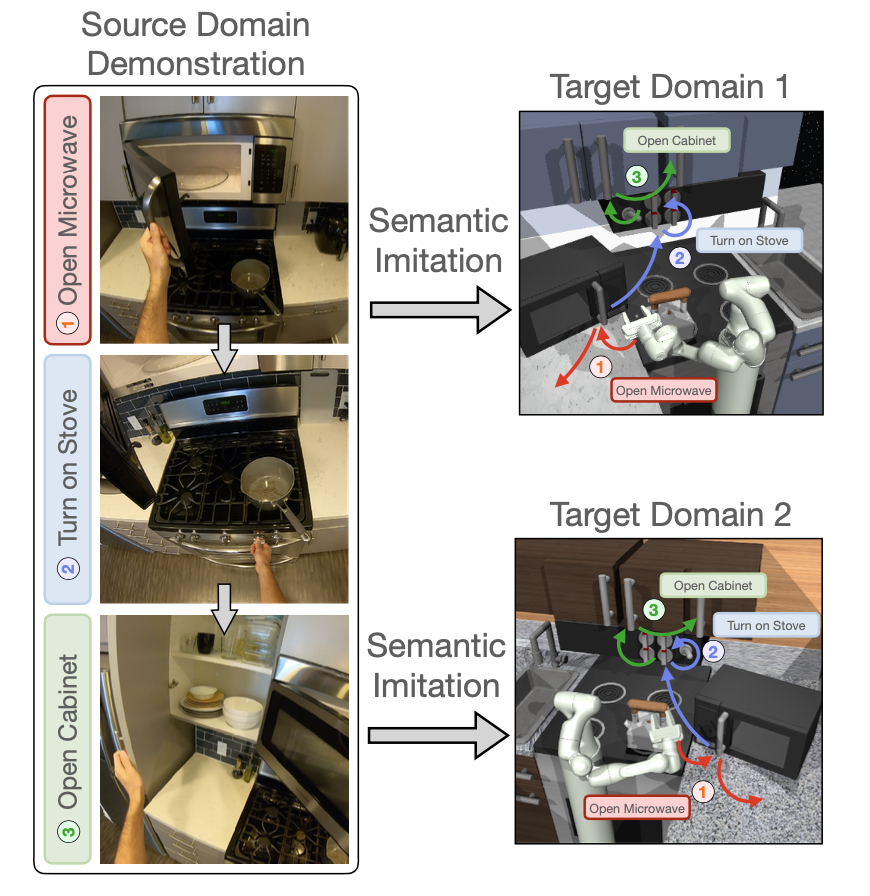 Source Domain
Demonstration
1 Open Microwave
2 Turn on Stove
3 Open Cabinet
Semantic
Imitation
Semantic
Imitation
Target Domain 1
Open Cabinet
3
Turn on Stove
2
1
Open Microwave
Target Domain 2
Open Cabinet
3
Turn on Stove
2
1
Open Microwave